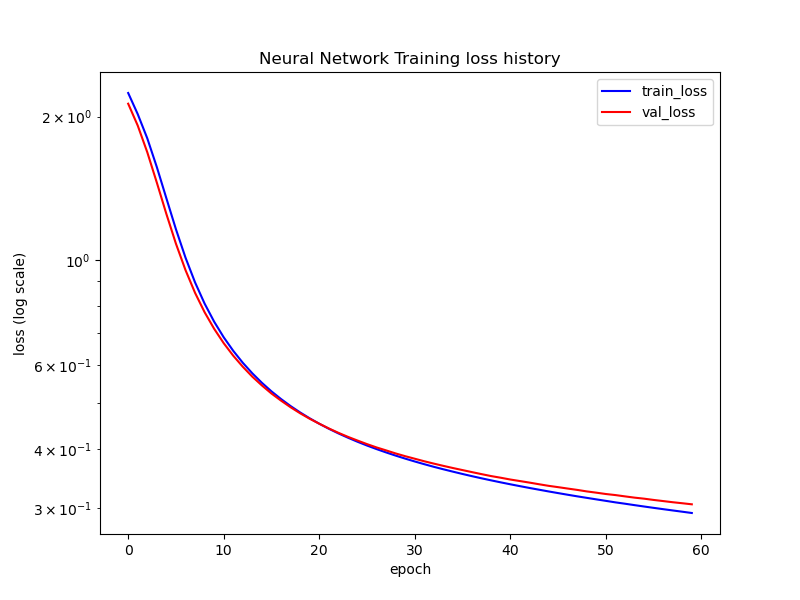 Neural Network Training loss history
train_loss
val_loss
2 × 10⁰
10⁰
6 × 10⁻¹
4 × 10⁻¹
3 × 10⁻¹
loss (log scale)
0 10 20 30 40 50 60
epoch